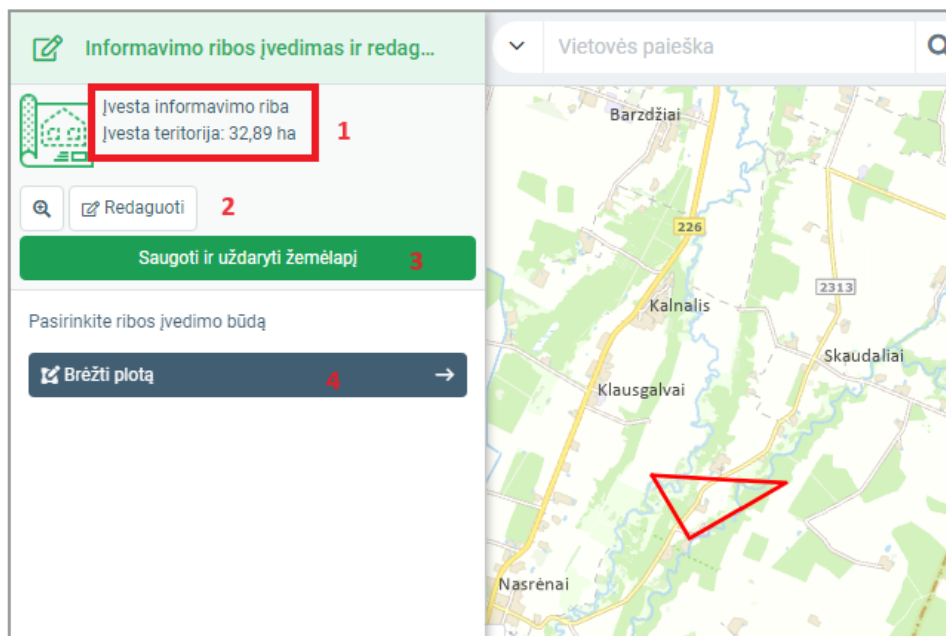 Informavimo ribos įvedimas ir redag...
Vietovės paieška
Įvesta informavimo riba
Įvesta teritorija: 32,89 ha
1
Redaguoti
2
Saugoti ir uždaryti žemėlapį
3
Pasirinkite ribos įvedimo būdą
Brėžti plotą
4
Barzdžiai
226
2313
Kalnalis
Skaudaliai
Klausgalvai
Nasrėnai